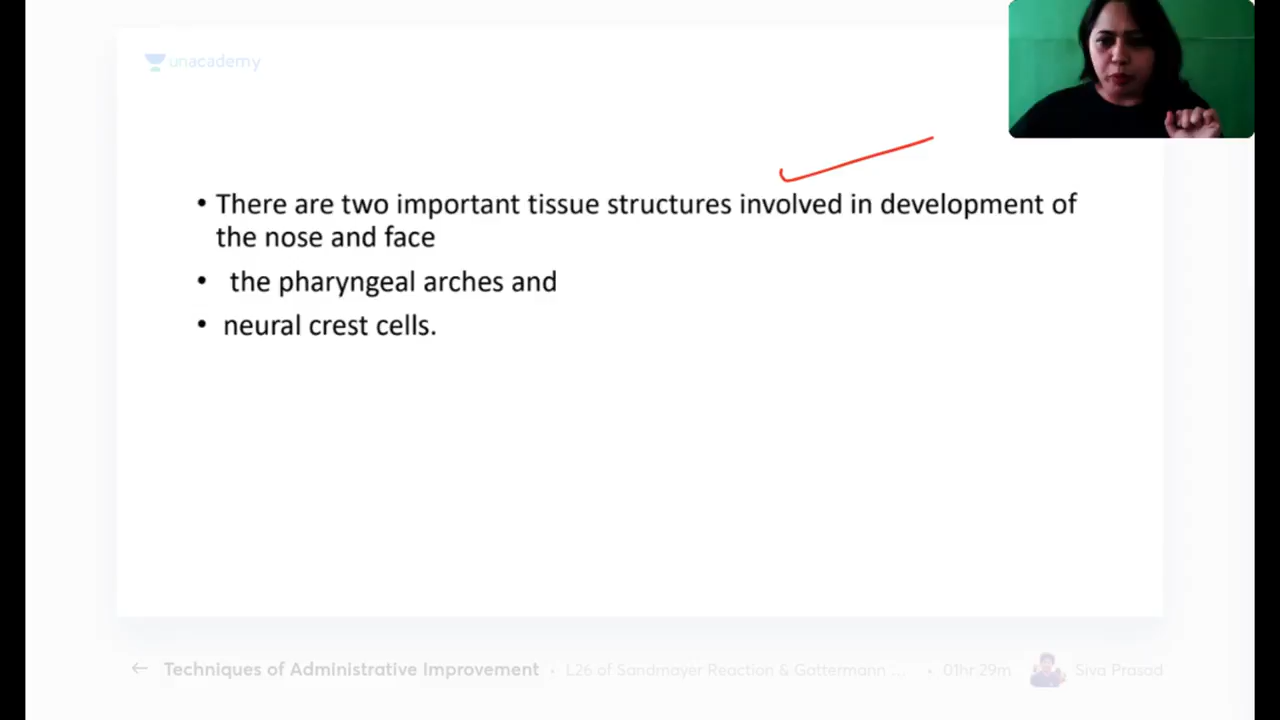 unacademy
• There are two important tissue structures involved in development of
the nose and face
• the pharyngeal arches and
• neural crest cells.
← Techniques of Administrative Improvement • L26 of Sandmayer Reaction & Gattermann ... • 01hr 29m Siva Prasad